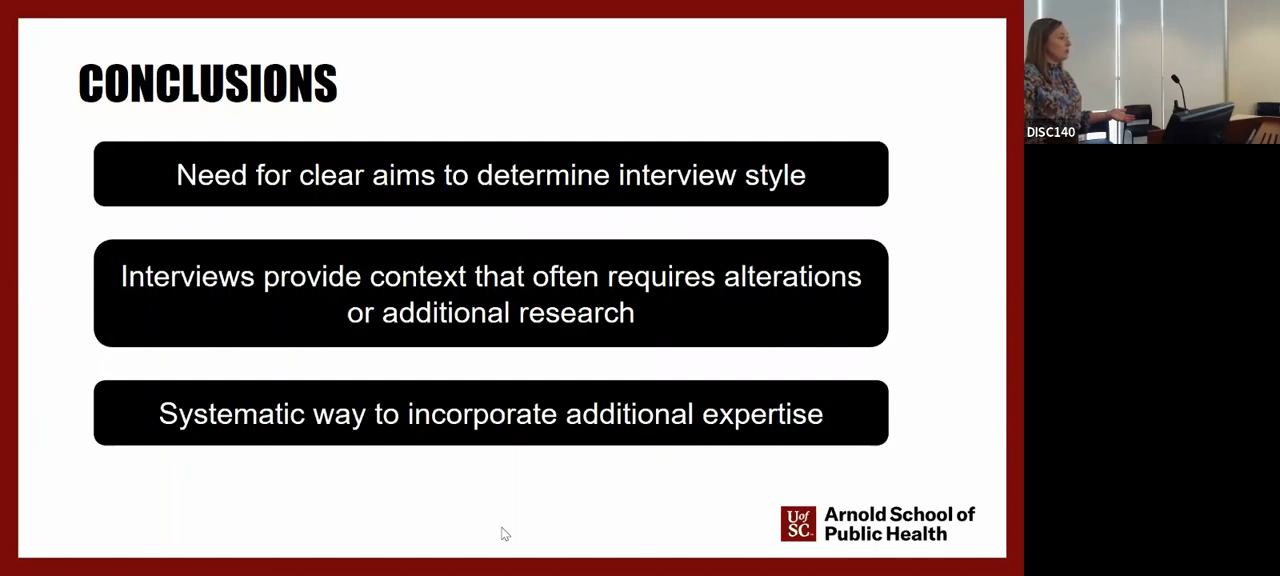 CONCLUSIONS
Need for clear aims to determine interview style
Interviews provide context that often requires alterations
or additional research
Systematic way to incorporate additional expertise
UofSC
Arnold School of
Public Health
DISC140